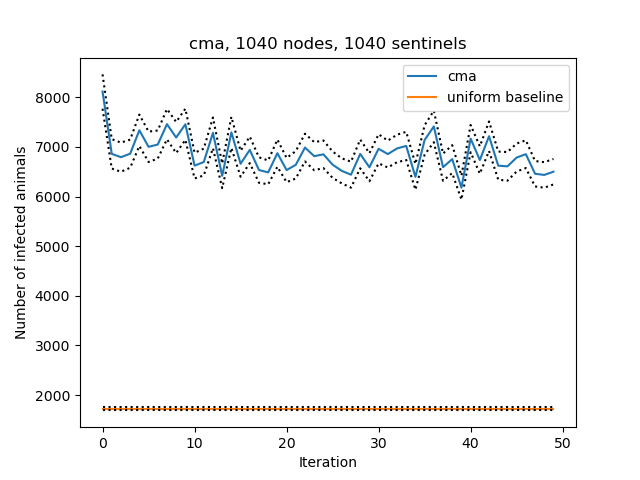 cma, 1040 nodes, 1040 sentinels
cma
uniform baseline
Number of infected animals
8000
7000
6000
5000
4000
3000
2000
0 10 20 30 40 50
Iteration